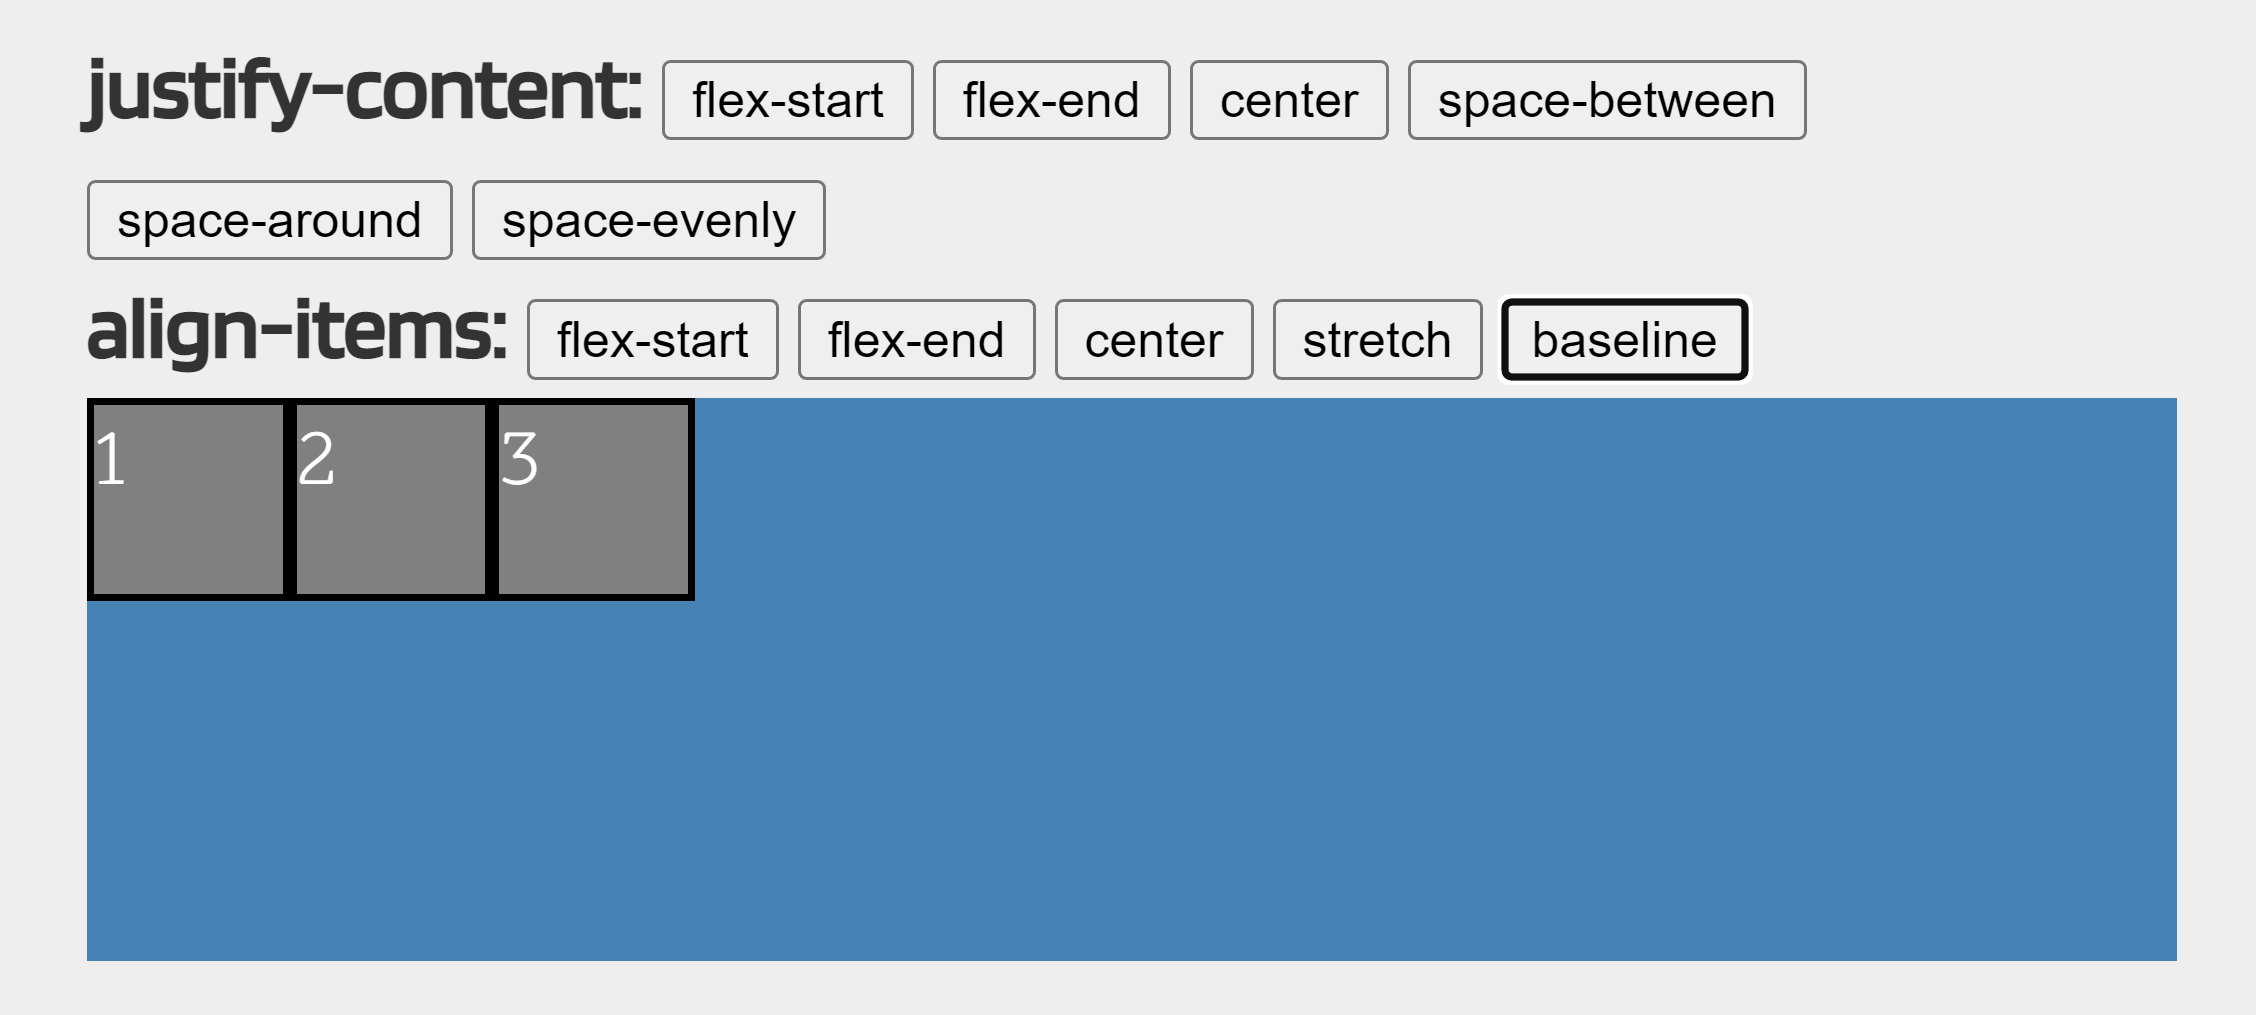 justify-content: flex-start flex-end center space-between
space-around space-evenly
align-items: flex-start flex-end center stretch baseline
1 2 3